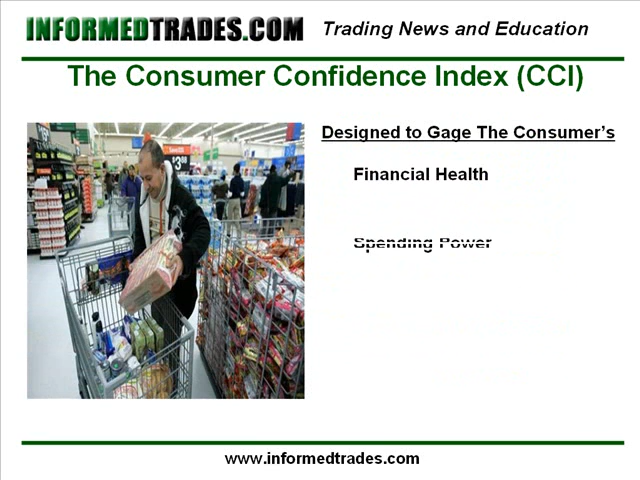 INFORMEDTRADES.COM Trading News and Education
The Consumer Confidence Index (CCI)
Designed to Gage The Consumer's
Financial Health
Spending Power
www.informedtrades.com